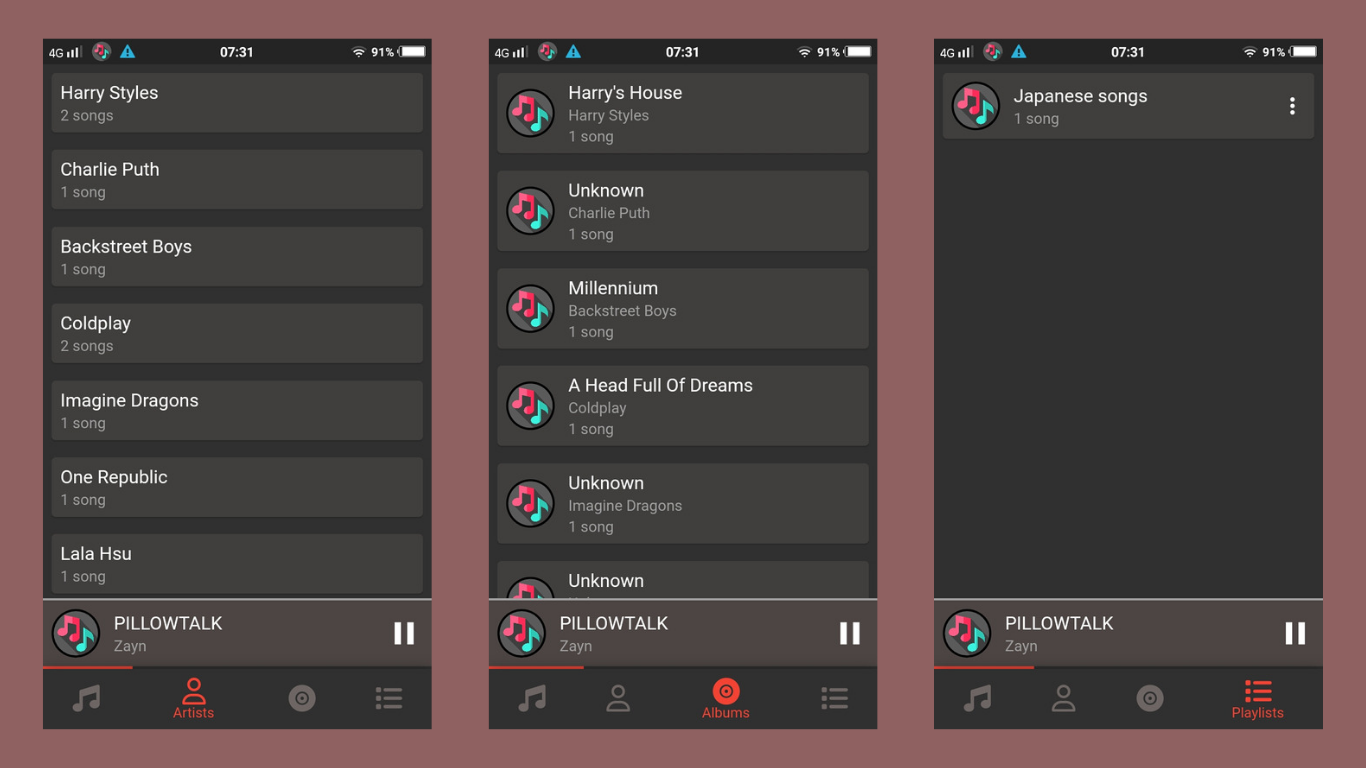 4G 07:31 91%
Harry Styles
2 songs
Charlie Puth
1 song
Backstreet Boys
1 song
Coldplay
2 songs
Imagine Dragons
1 song
One Republic
1 song
Lala Hsu
1 song
PILLOWTALK
Zayn
Artists
4G 07:31 91%
Harry's House
Harry Styles
1 song
Unknown
Charlie Puth
1 song
Millennium
Backstreet Boys
1 song
A Head Full Of Dreams
Coldplay
1 song
Unknown
Imagine Dragons
1 song
Unknown
PILLOWTALK
Zayn
Albums
4G 07:31 91%
Japanese songs
1 song
PILLOWTALK
Zayn
Playlists